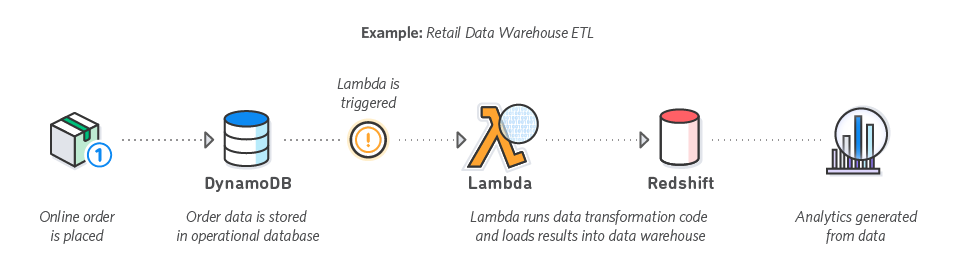 Example: Retail Data Warehouse ETL
Lambda is
triggered
1
DynamoDB
Lambda
Redshift
Online order
is placed
Order data is stored
in operational database
Lambda runs data transformation code
and loads results into data warehouse
Analytics generated
from data